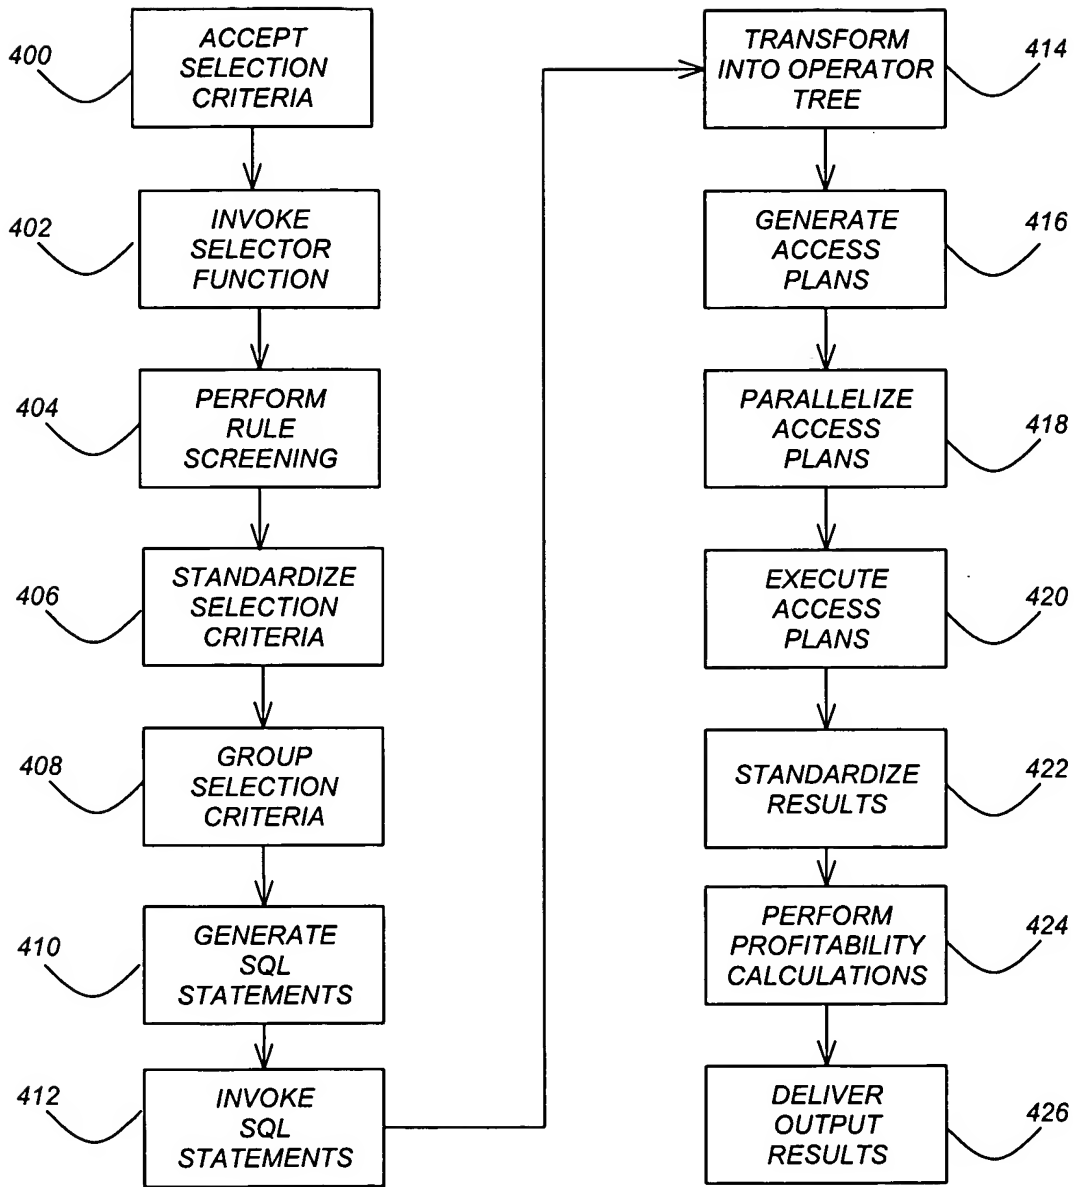 400
ACCEPT
SELECTION
CRITERIA
402
INVOKE
SELECTOR
FUNCTION
404
PERFORM
RULE
SCREENING
406
STANDARDIZE
SELECTION
CRITERIA
408
GROUP
SELECTION
CRITERIA
410
GENERATE
SQL
STATEMENTS
412
INVOKE
SQL
STATEMENTS
TRANSFORM
INTO OPERATOR
TREE
414
GENERATE
ACCESS
PLANS
416
PARALLELIZE
ACCESS
PLANS
418
EXECUTE
ACCESS
PLANS
420
STANDARDIZE
RESULTS
422
PERFORM
PROFITABILITY
CALCULATIONS
424
DELIVER
OUTPUT
RESULTS
426